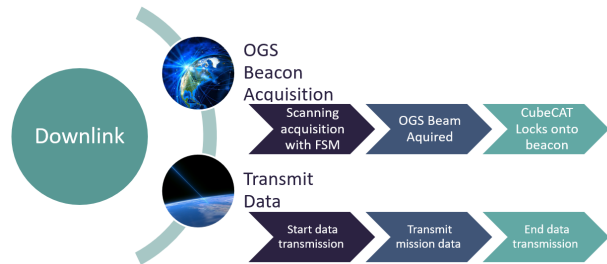 Downlink
OGS
Beacon
Acquisition
Scanning
acquisition
with FSM
OGS Beam
Aquired
CubeCAT
Locks onto
beacon
Transmit
Data
Start data
transmission
Transmit
mission data
End data
transmission